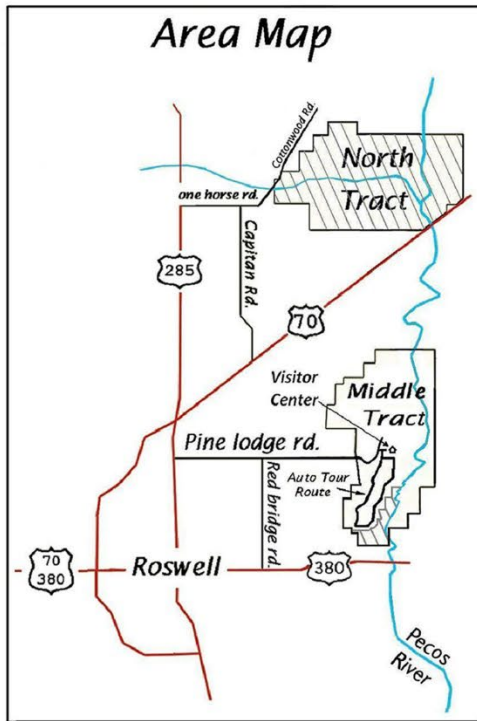 Area Map
Cottonwood Rd.
North
Tract
one horse rd.
Capitan Rd.
285
70
Visitor
Center
Middle
Tract
Pine lodge rd.
Red bridge rd.
Auto Tour
Route
70
380
Roswell
380
Pecos
River